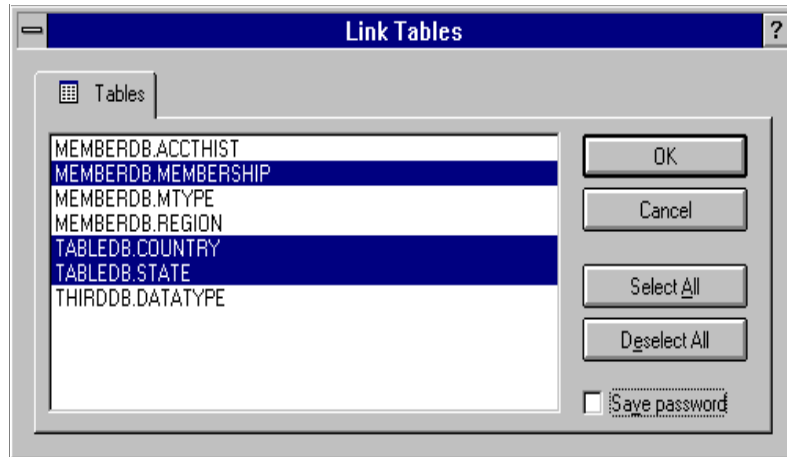 Link Tables
?
Tables
MEMBERDB.ACCTHIST
MEMBERDB.MEMBERSHIP
MEMBERDB.MTYPE
MEMBERDB.REGION
TABLEDB.COUNTRY
TABLEDB.STATE
THIRDDB.DATATYPE
OK
Cancel
Select All
Deselect All
Save password